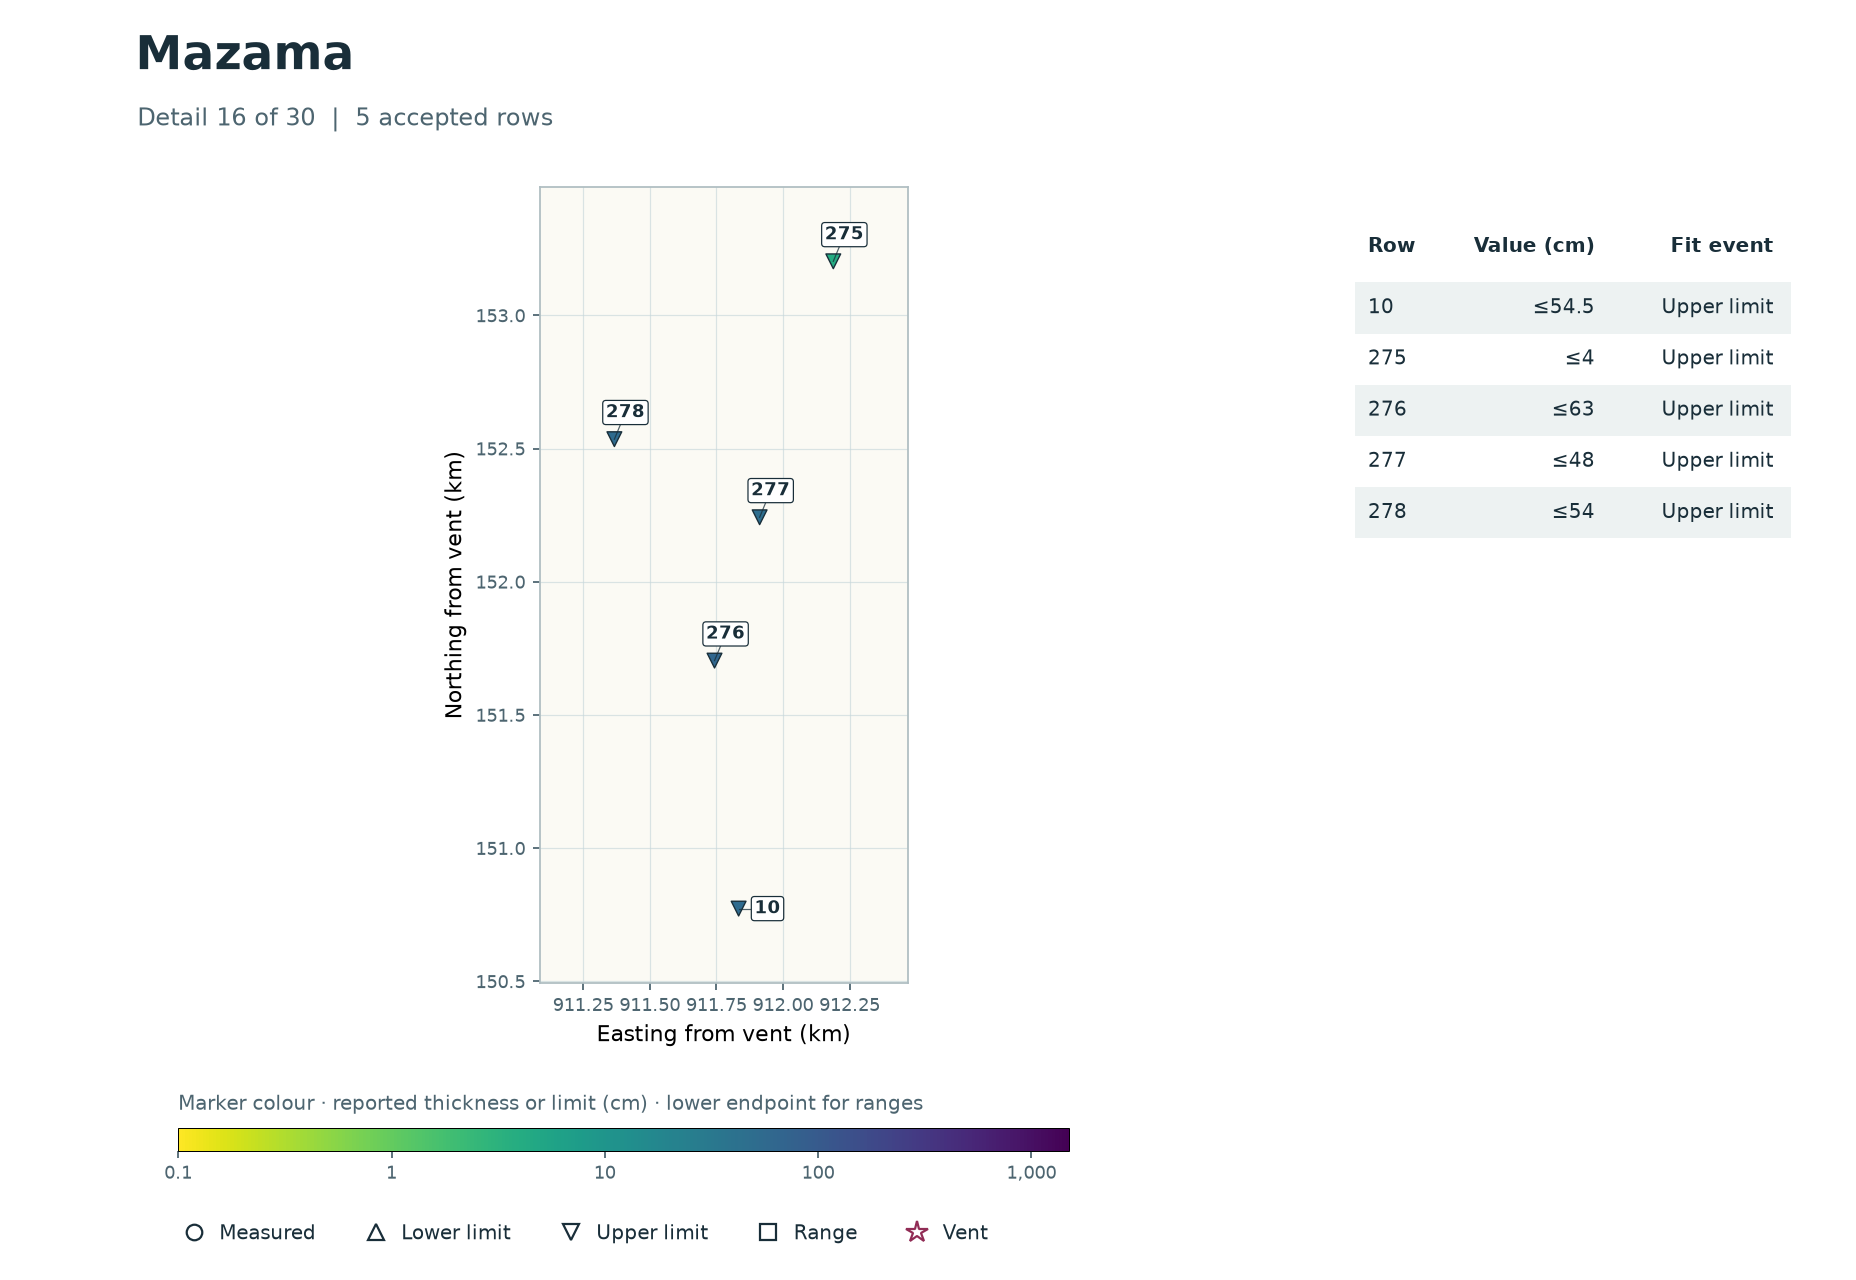 Mazama
Detail 16 of 30 | 5 accepted rows
275
278
277
276
10
153.0
152.5
152.0
151.5
151.0
150.5
Northing from vent (km)
911.25 911.50 911.75 912.00 912.25
Easting from vent (km)
Row Value (cm) Fit event
10 ≤54.5 Upper limit
275 ≤4 Upper limit
276 ≤63 Upper limit
277 ≤48 Upper limit
278 ≤54 Upper limit
Marker colour · reported thickness or limit (cm) · lower endpoint for ranges
0.1 1 10 100 1,000
Measured Lower limit Upper limit Range Vent